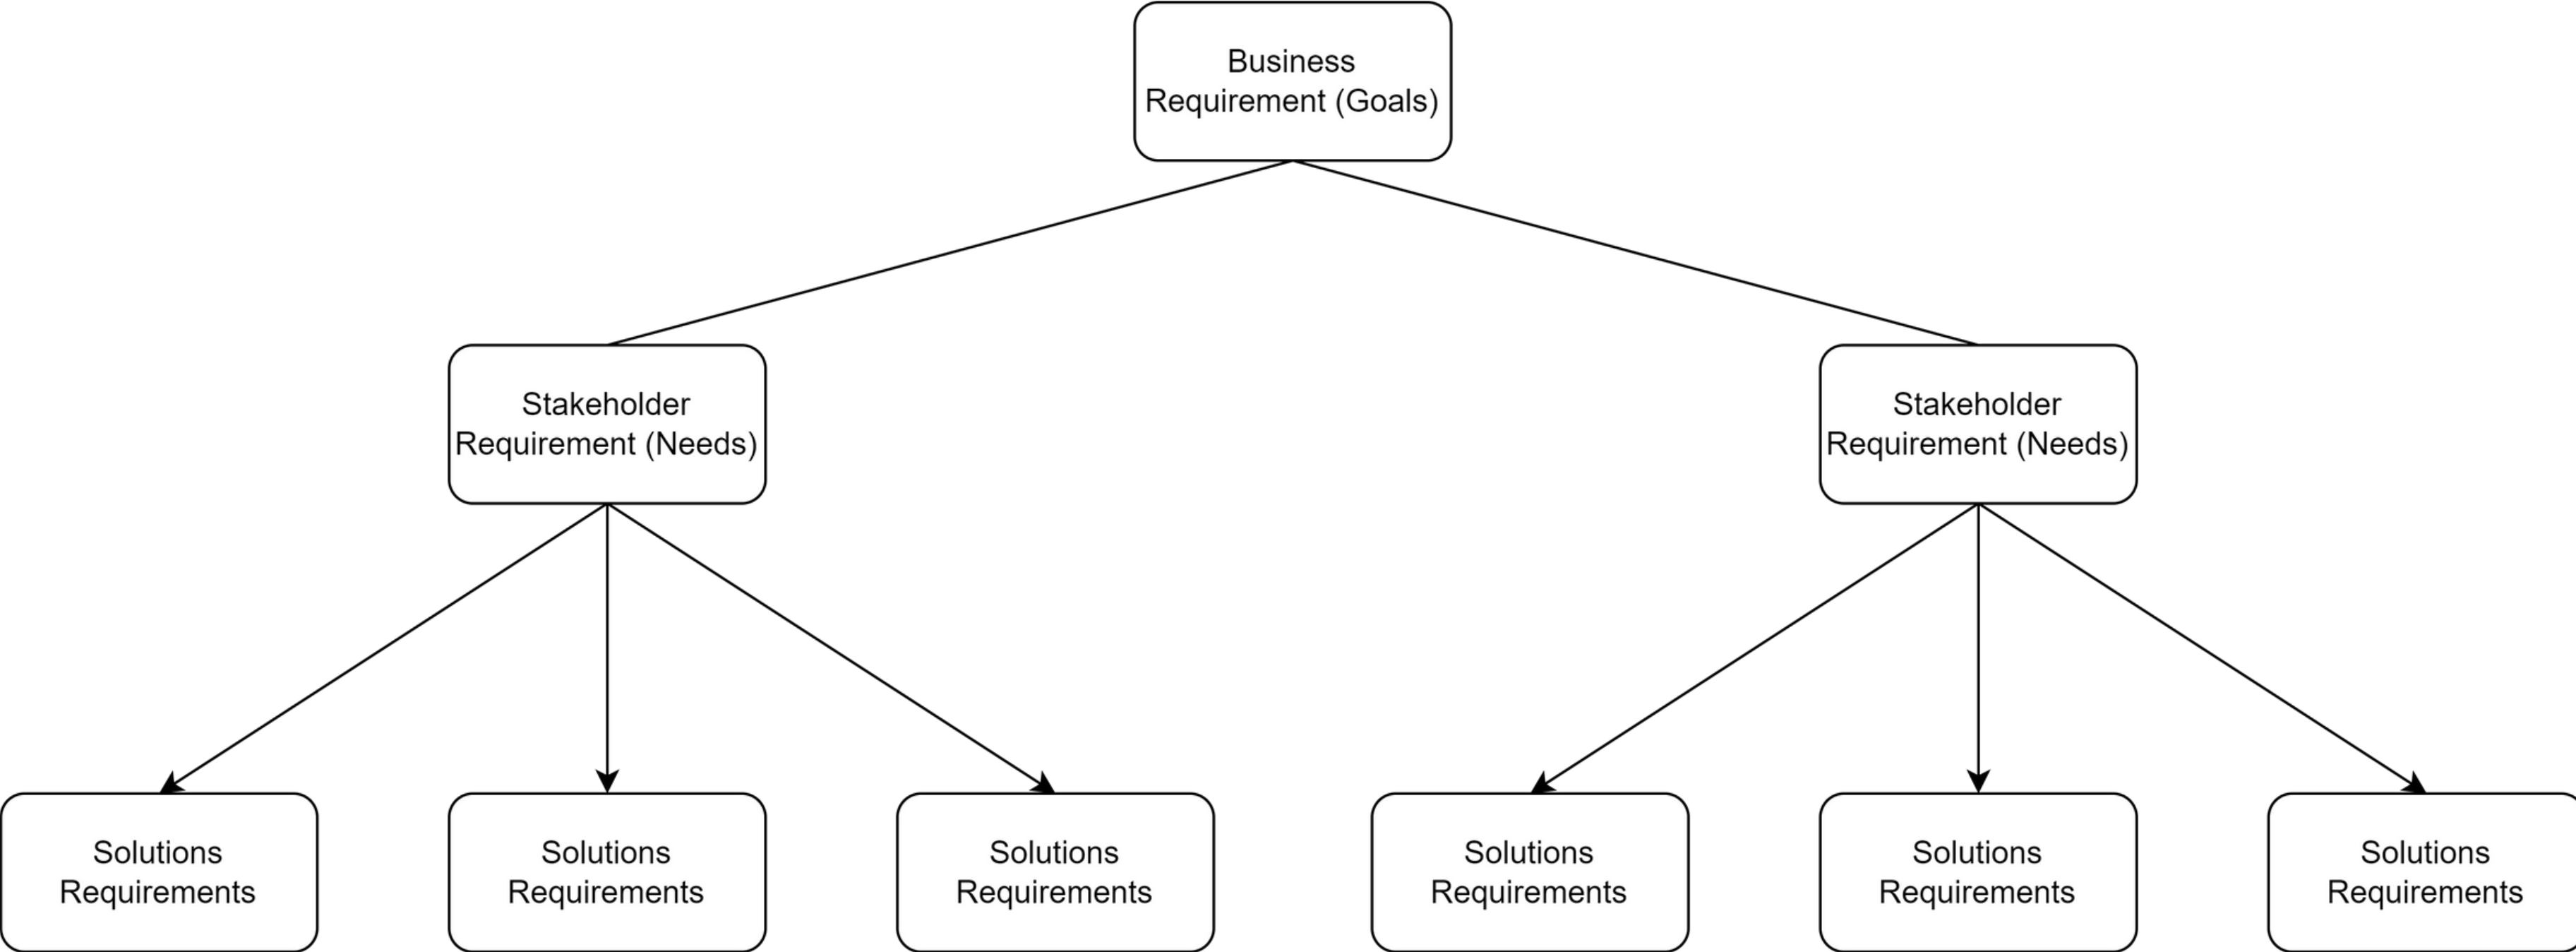 Business
Requirement (Goals)
Stakeholder
Requirement (Needs)
Stakeholder
Requirement (Needs)
Solutions
Requirements
Solutions
Requirements
Solutions
Requirements
Solutions
Requirements
Solutions
Requirements
Solutions
Requirements